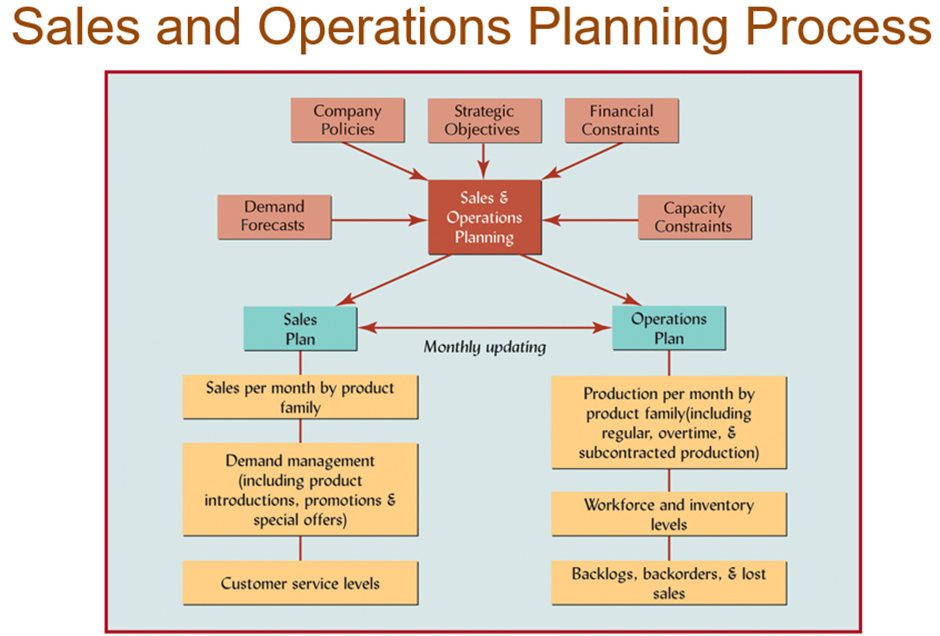 Sales and Operations Planning Process
Company
Policies
Strategic
Objectives
Financial
Constraints
Demand
Forecasts
Sales &
Operations
Planning
Capacity
Constraints
Sales
Plan
Monthly updating
Operations
Plan
Sales per month by product
family
Demand management
(including product
introductions, promotions &
special offers)
Customer service levels
Production per month by
product family(including
regular, overtime, &
subcontracted production)
Workforce and inventory
levels
Backlogs, backorders, & lost
sales